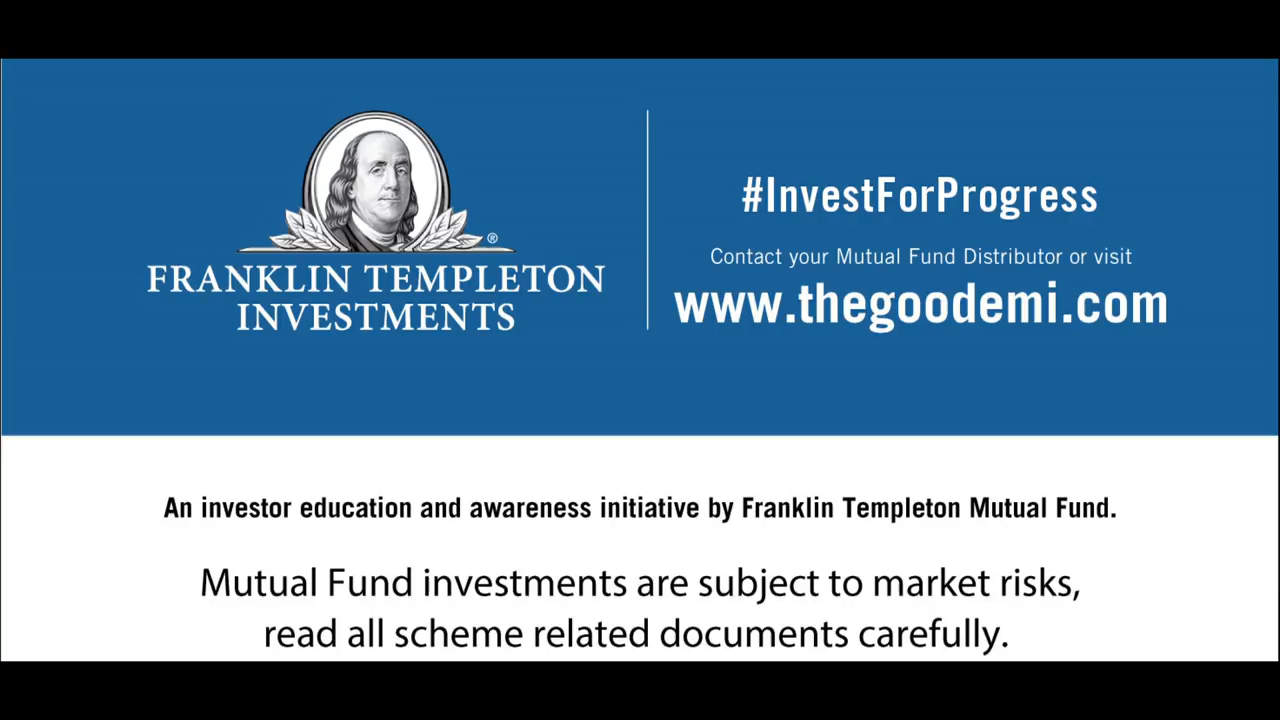 FRANKLIN TEMPLETON
INVESTMENTS
#InvestForProgress
Contact your Mutual Fund Distributor or visit
www.thegoodemi.com
An investor education and awareness initiative by Franklin Templeton Mutual Fund.
Mutual Fund investments are subject to market risks,
read all scheme related documents carefully.